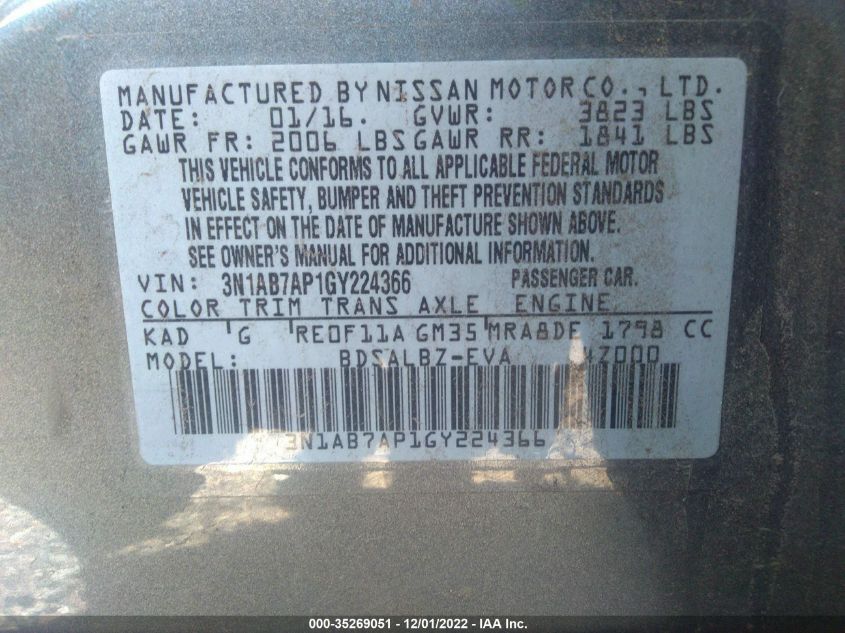 MANUFACTURED BY NISSAN MOTOR CO., LTD.
DATE: 01/16. GVWR: 3823 LBS
GAWR FR: 2006 LBS GAWR RR: 1841 LBS
THIS VEHICLE CONFORMS TO ALL APPLICABLE FEDERAL MOTOR
VEHICLE SAFETY, BUMPER AND THEFT PREVENTION STANDARDS
IN EFFECT ON THE DATE OF MANUFACTURE SHOWN ABOVE.
SEE OWNER'S MANUAL FOR ADDITIONAL INFORMATION.
VIN: 3N1AB7AP1GY224366 PASSENGER CAR.
COLOR TRIM TRANS AXLE ENGINE
KAD G RE0F11A GM35 MRA8DE 1798 CC
MODEL: BDSALBZ-EVA 4Z000
3N1AB7AP1GY224366
000-35269051 - 12/01/2022 - IAA Inc.